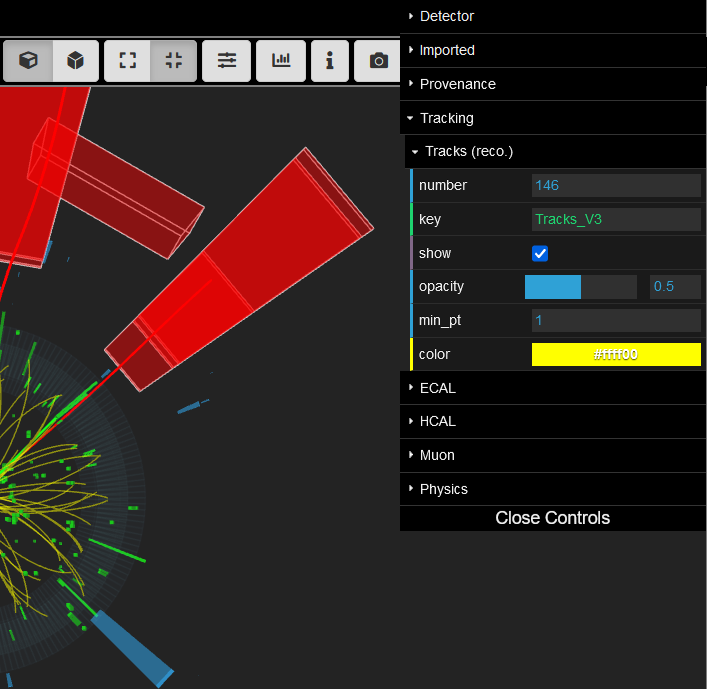 Detector
Imported
Provenance
Tracking
Tracks (reco.)
number 146
key Tracks_V3
show
opacity 0.5
min_pt 1
color #ffff00
ECAL
HCAL
Muon
Physics
Close Controls